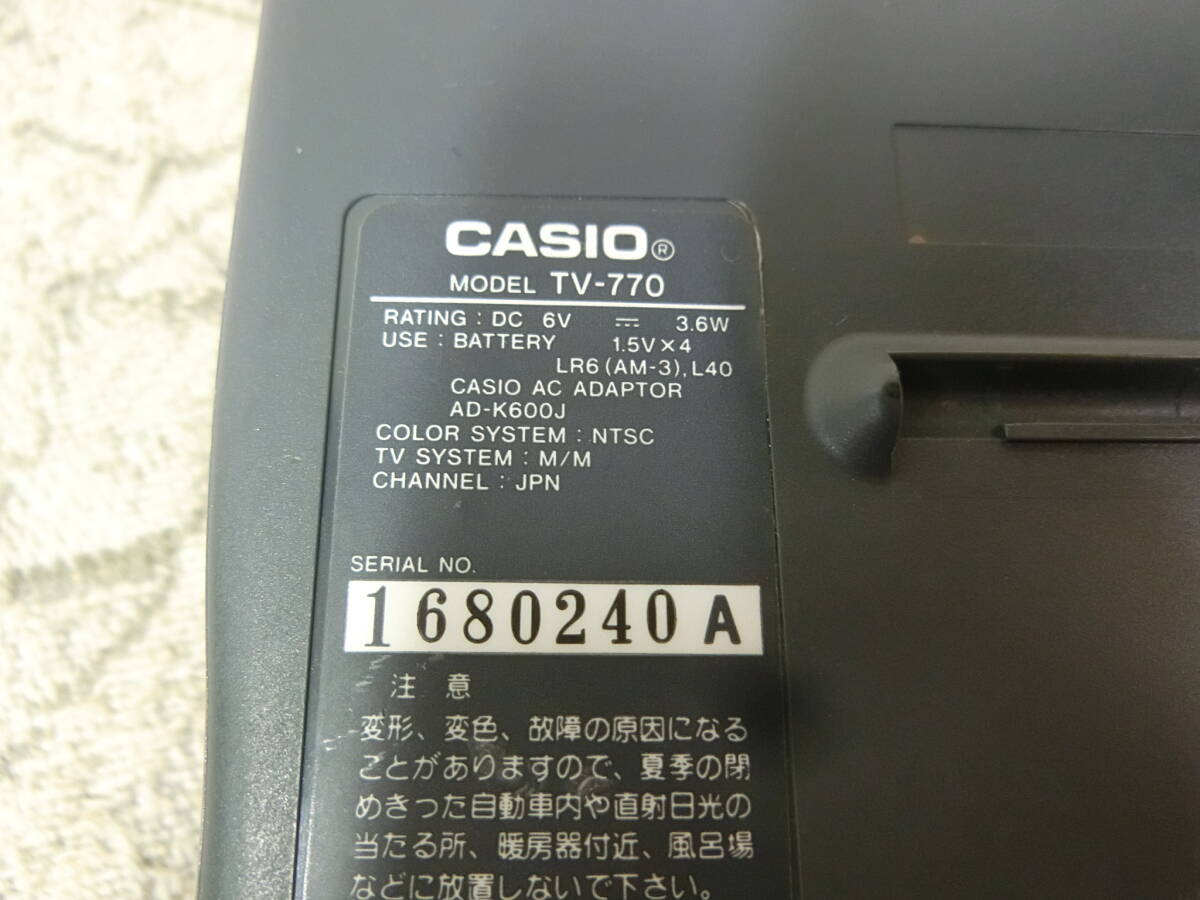 CASIO®
MODEL TV-770
RATING : DC 6V ⎓ 3.6W
USE : BATTERY 1.5V×4
LR6 (AM-3), L40
CASIO AC ADAPTOR
AD-K600J
COLOR SYSTEM : NTSC
TV SYSTEM : M/M
CHANNEL : JPN
SERIAL NO.
1680240 A
注 意
変形、変色、故障の原因になる
ことがありますので、夏季の閉
めきった自動車内や直射日光の
当たる所、暖房器付近、風呂場
などに放置しないで下さい。